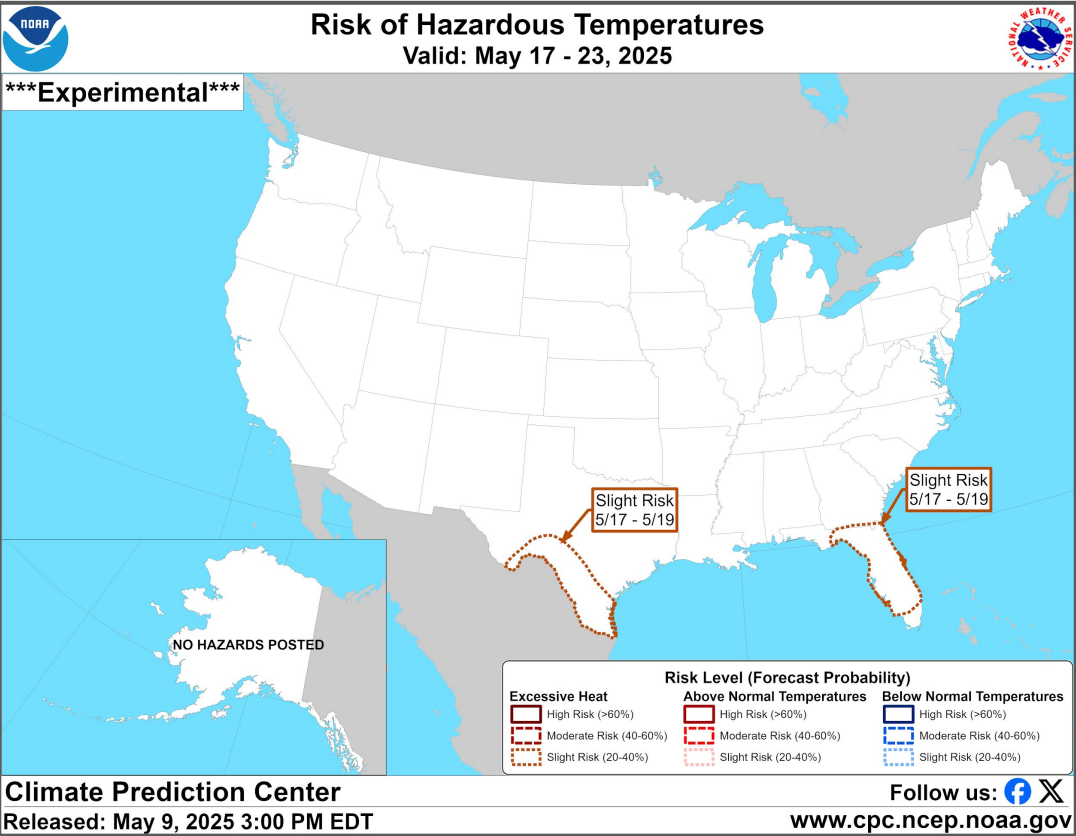 NOAA
Risk of Hazardous Temperatures
Valid: May 17 - 23, 2025
NATIONAL WEATHER SERVICE
***Experimental***
Slight Risk
5/17 - 5/19
Slight Risk
5/17 - 5/19
NO HAZARDS POSTED
Risk Level (Forecast Probability)
Excessive Heat
High Risk (>60%)
Moderate Risk (40-60%)
Slight Risk (20-40%)
Above Normal Temperatures
High Risk (>60%)
Moderate Risk (40-60%)
Slight Risk (20-40%)
Below Normal Temperatures
High Risk (>60%)
Moderate Risk (40-60%)
Slight Risk (20-40%)
Climate Prediction Center
Follow us:
Released: May 9, 2025 3:00 PM EDT
www.cpc.ncep.noaa.gov